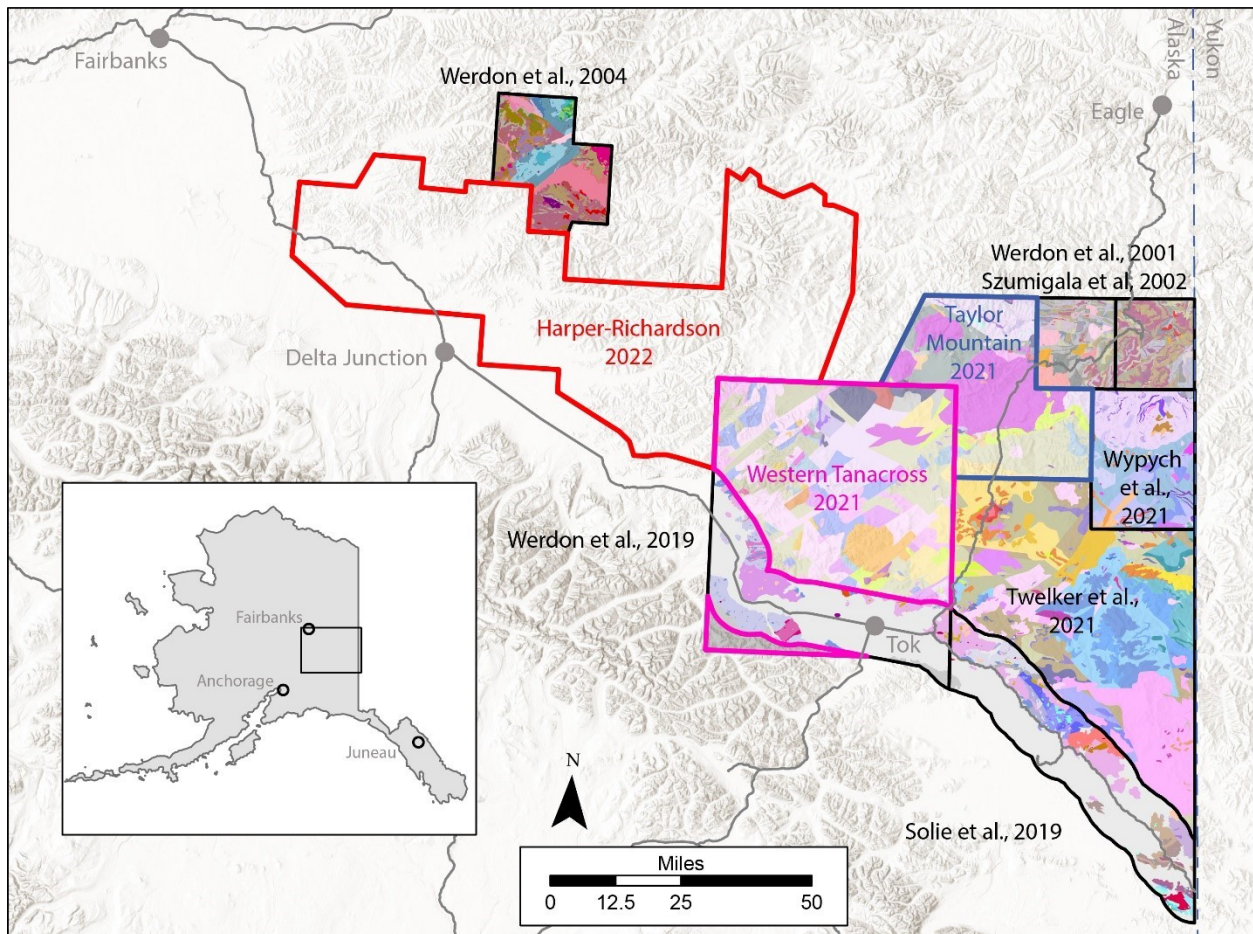 Fairbanks
Werdon et al., 2004
Alaska
Yukon
Eagle
Werdon et al., 2001
Szumigala et al, 2002
Harper-Richardson
2022
Taylor
Mountain
2021
Delta Junction
Western Tanacross
2021
Wypych
et al.,
2021
Werdon et al., 2019
Twelker et al.,
2021
Tok
Fairbanks
Anchorage
Juneau
N
Solie et al., 2019
Miles
0 12.5 25 50